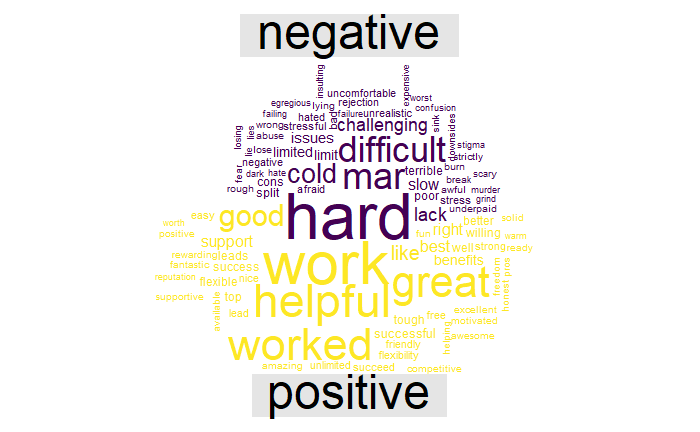 negative
insulting
expensive
uncomfortable
worst
egregious
lying
rejection
confusion
failing
hated
bad
failure
unrealistic
sink
downsides
losing
lies
wrong
stressful
challenging
abuse
issues
difficult
stigma
lie
lose
limited
limit
strictly
fear
negative
cold
mar
terrible
burn
dark
hate
slow
break
scary
rough
cons
afraid
awful
murder
split
hard
poor
stress
grind
lack
underpaid
easy
good
better
solid
worth
fun
right
willing
warm
positive
support
like
best
well
strong
ready
rewarding
leads
work
benefits
freedom
fantastic
success
great
honest
pros
reputation
flexible
nice
supportive
available
top
helpful
excellent
lead
tough
free
motivated
worked
successful
helping
awesome
friendly
flexibility
amazing
unlimited
succeed
competitive
positive